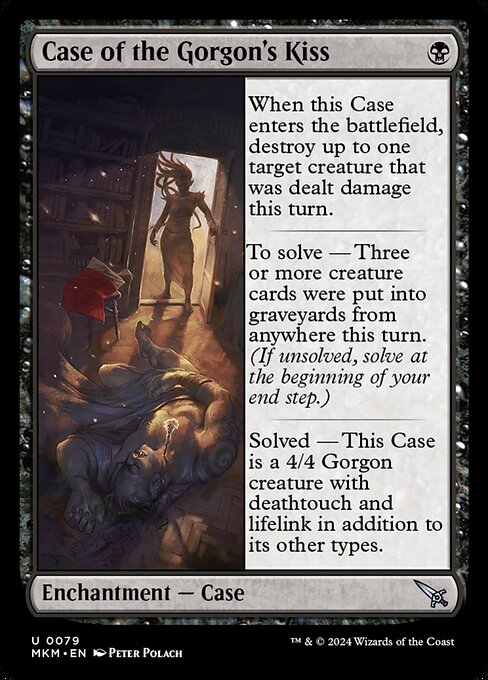 Case of the Gorgon's Kiss
When this Case
enters the battlefield,
destroy up to one
target creature that
was dealt damage
this turn.
To solve — Three
or more creature
cards were put into
graveyards from
anywhere this turn.
(If unsolved, solve at
the beginning of your
end step.)
Solved — This Case
is a 4/4 Gorgon
creature with
deathtouch and
lifelink in addition to
its other types.
Enchantment — Case
U 0079
MKM • EN Peter Polach
™ & © 2024 Wizards of the Coast